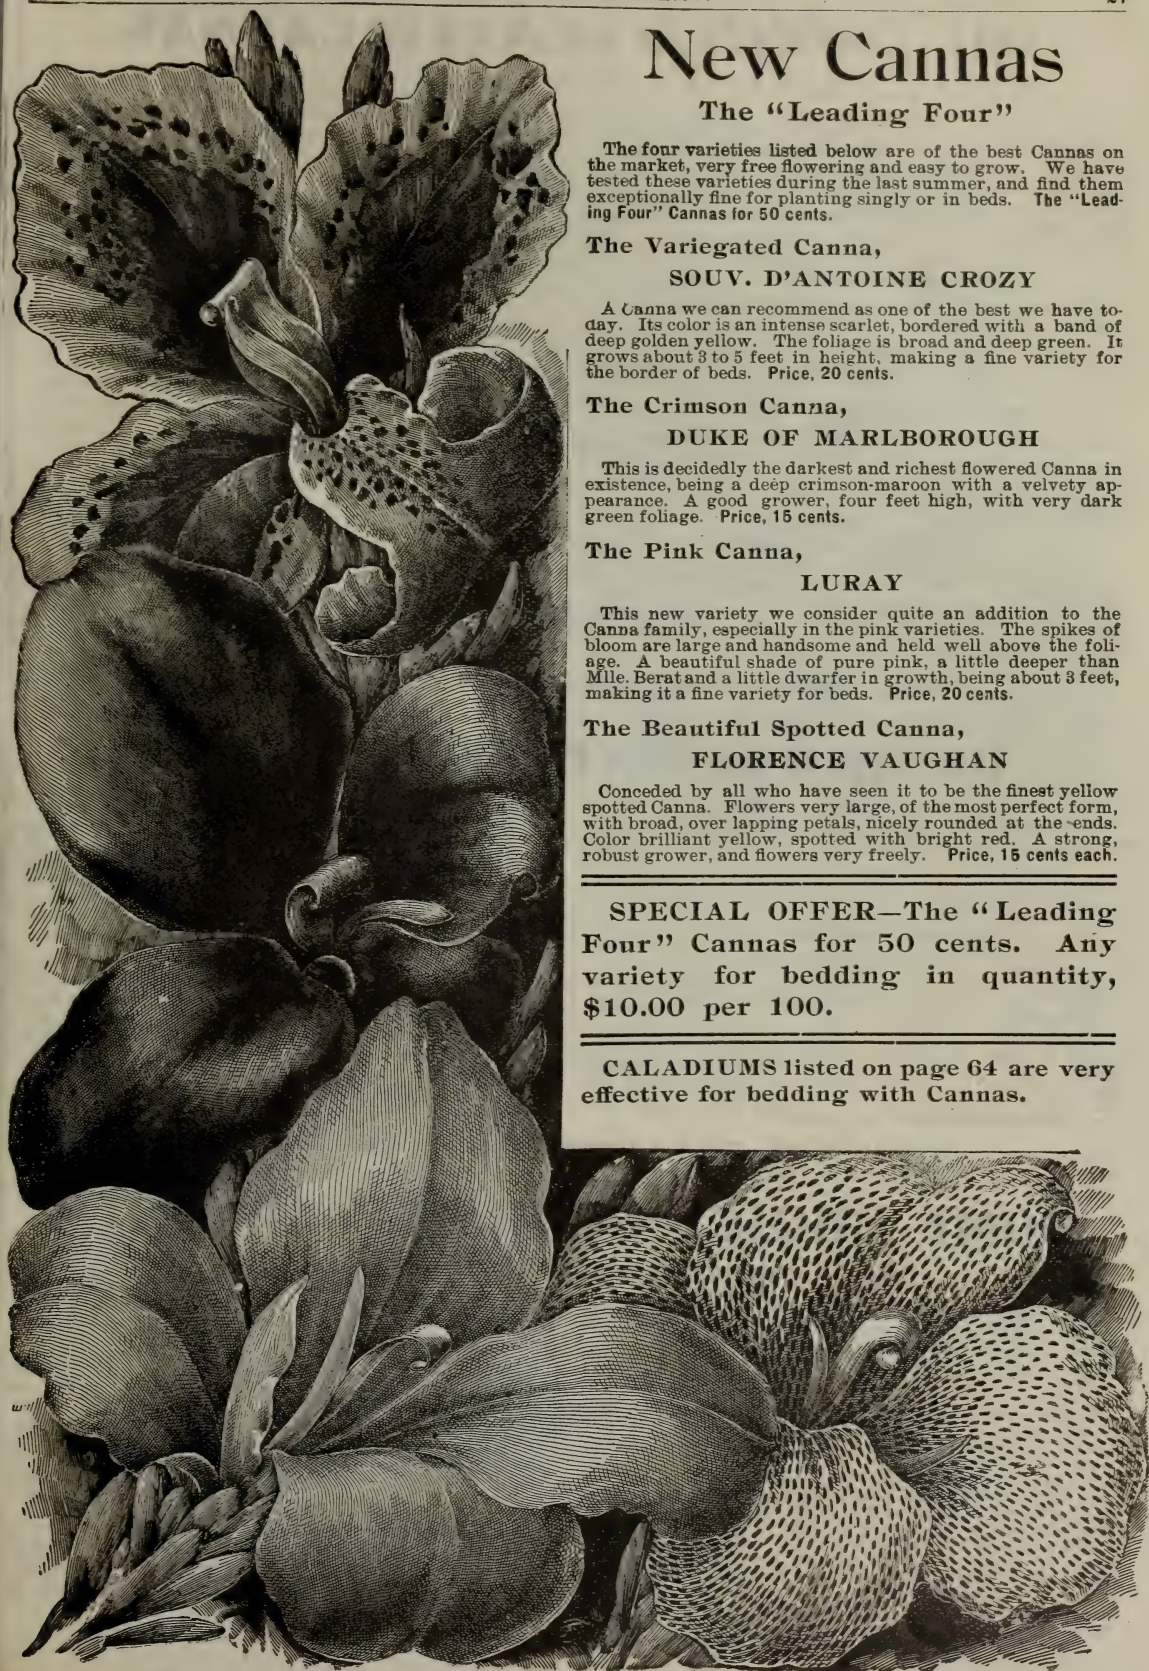 New Cannas
The "Leading Four"
The four varieties listed below are of the best Cannas on
the market, very free flowering and easy to grow. We have
tested these varieties during the last summer, and find them
exceptionally fine for planting singly or in beds. The "Lead-
ing Four" Cannas for 50 cents.
The Variegated Canna,
SOUV. D'ANTOINE CROZY
A Canna we can recommend as one of the best we have to-
day. Its color is an intense scarlet, bordered with a band of
deep golden yellow. The foliage is broad and deep green. It
grows about 3 to 5 feet in height, making a fine variety for
the border of beds. Price, 20 cents.
The Crimson Canna,
DUKE OF MARLBOROUGH
This is decidedly the darkest and richest flowered Canna in
existence, being a deep crimson-maroon with a velvety ap-
pearance. A good grower, four feet high, with very dark
green foliage. Price, 15 cents.
The Pink Canna,
LURAY
This new variety we consider quite an addition to the
Canna family, especially in the pink varieties. The spikes of
bloom are large and handsome and held well above the foli-
age. A beautiful shade of pure pink, a little deeper than
Mlle. Berat and a little dwarfer in growth, being about 3 feet,
making it a fine variety for beds. Price, 20 cents.
The Beautiful Spotted Canna,
FLORENCE VAUGHAN
Conceded by all who have seen it to be the finest yellow
spotted Canna. Flowers very large, of the most perfect form,
with broad, over lapping petals, nicely rounded at the ends.
Color brilliant yellow, spotted with bright red. A strong,
robust grower, and flowers very freely. Price, 15 cents each.
SPECIAL OFFER—The "Leading
Four" Cannas for 50 cents. Any
variety for bedding in quantity,
$10.00 per 100.
CALADIUMS listed on page 64 are very
effective for bedding with Cannas.